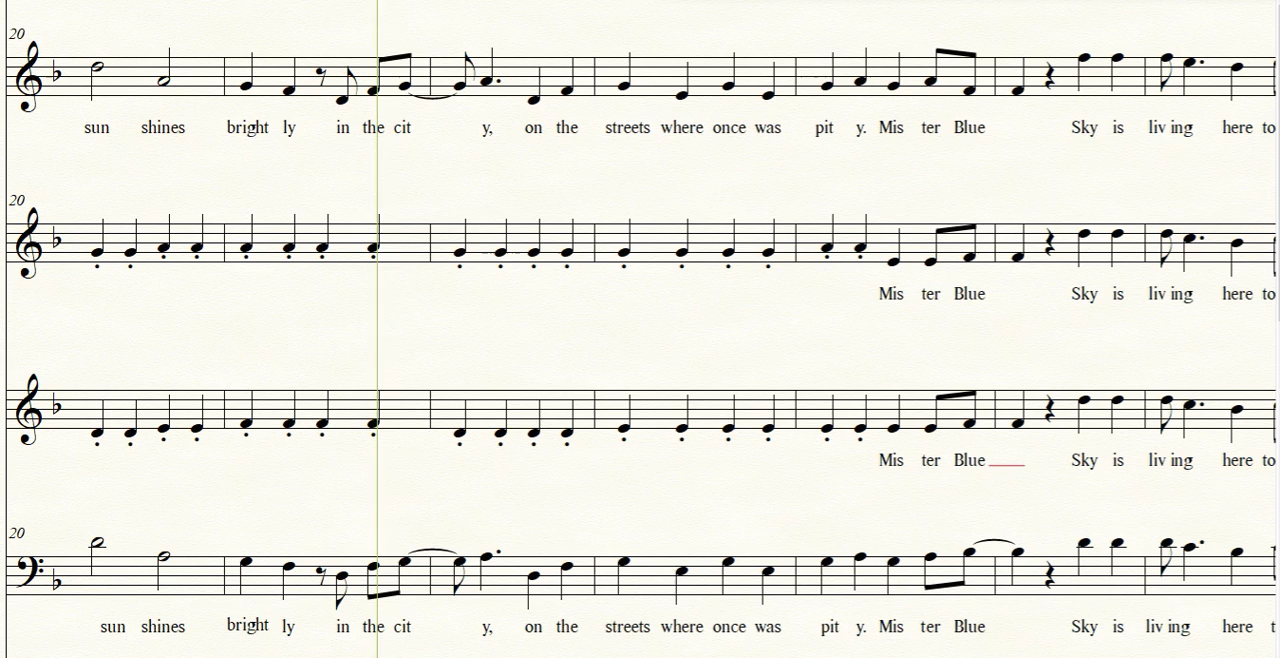 20
sun shines bright ly in the cit y, on the streets where once was pit y. Mis ter Blue Sky is liv ing here to
20
Mis ter Blue Sky is liv ing here to
Mis ter Blue Sky is liv ing here to
20
sun shines bright ly in the cit y, on the streets where once was pit y. Mis ter Blue Sky is liv ing here t